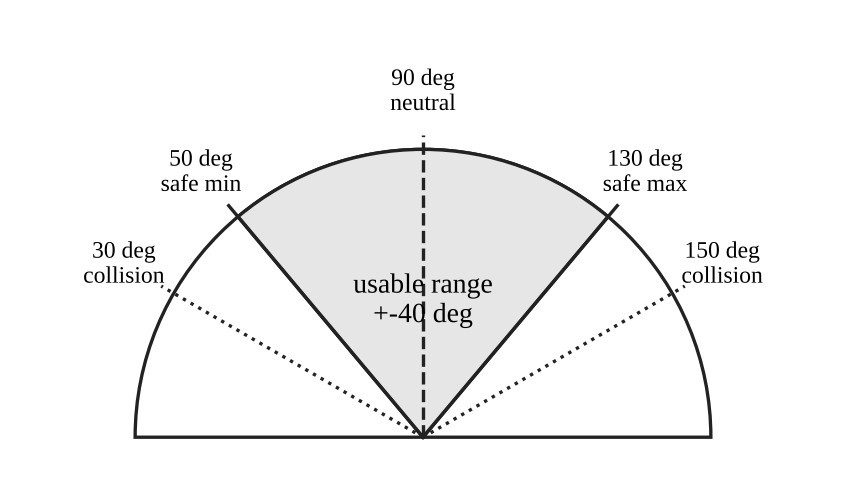 90 deg
neutral
50 deg
safe min
130 deg
safe max
30 deg
collision
150 deg
collision
usable range
+-40 deg